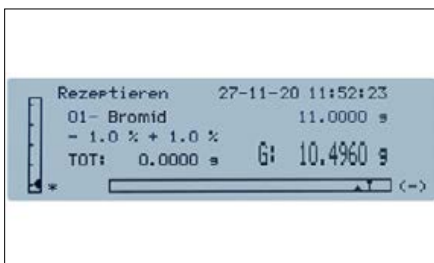 Rezeptieren 27-11-20 11:52:23
01- Bromid 11.0000 g
- 1.0 % + 1.0 %
TOT: 0.0000 g G: 10.4960 g
* (-)